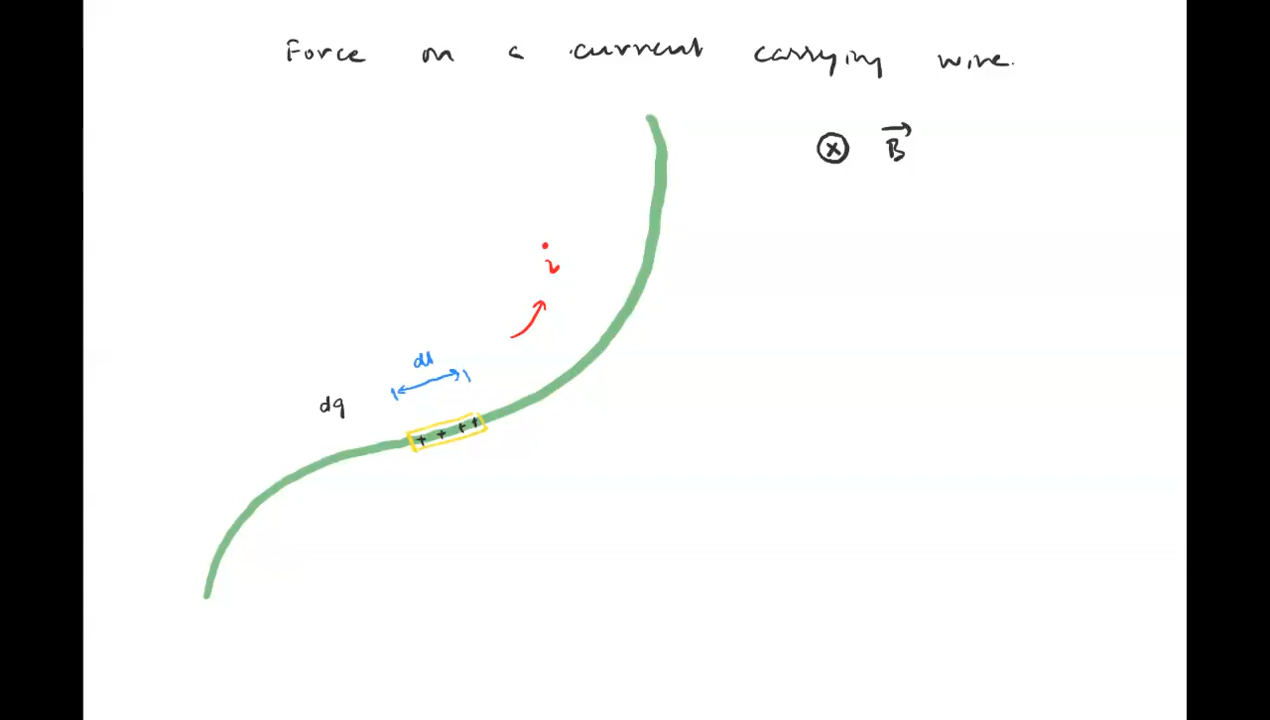 Force on a current carrying wire.
⊗ B⃗
i
dl
dq
+ + + +